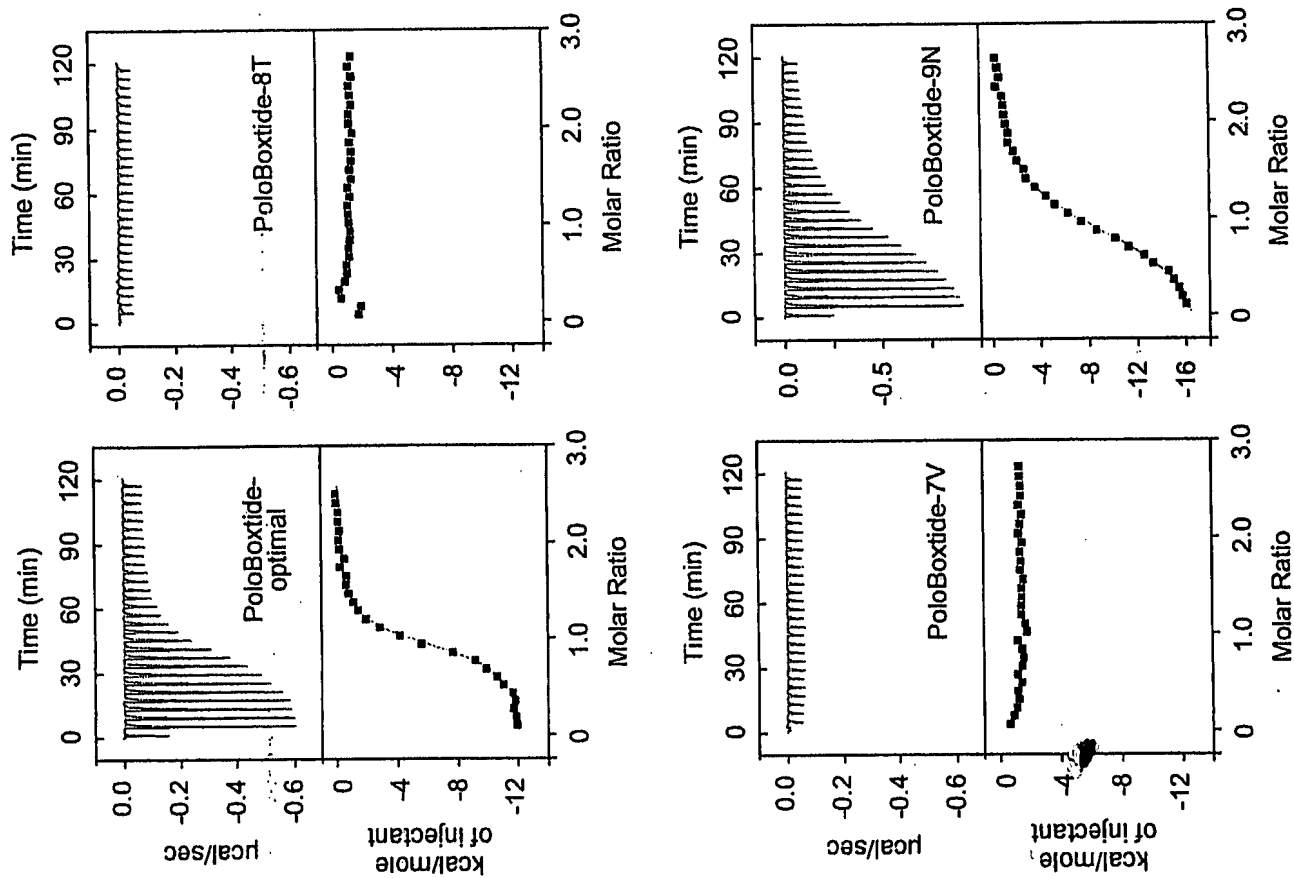 Time (min)
0 30 60 90 120
0.0
-0.2
-0.4
-0.6
µcal/sec
PoloBoxtide-
optimal
0
-4
-8
-12
kcal/mole
of injectant
0 1.0 2.0 3.0
Molar Ratio
Time (min)
0 30 60 90 120
0.0
-0.2
-0.4
-0.6
PoloBoxtide-8T
0
-4
-8
-12
0 1.0 2.0 3.0
Molar Ratio
Time (min)
0 30 60 90 120
0.0
-0.2
-0.4
-0.6
µcal/sec
PoloBoxtide-7V
0
-4
-8
-12
kcal/mole
of injectant
0 1.0 2.0 3.0
Molar Ratio
Time (min)
0 30 60 90 120
0.0
-0.5
PoloBoxtide-9N
0
-4
-8
-12
-16
0 1.0 2.0 3.0
Molar Ratio